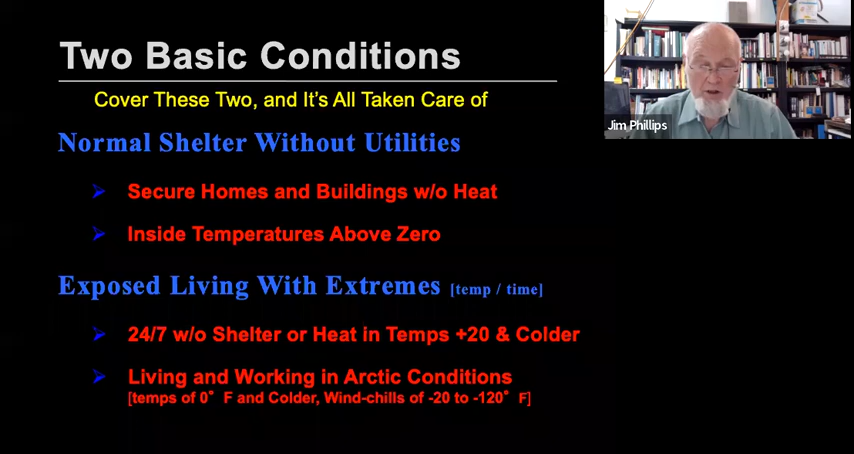 Two Basic Conditions
Cover These Two, and It's All Taken Care of
Normal Shelter Without Utilities
Secure Homes and Buildings w/o Heat
Inside Temperatures Above Zero
Exposed Living With Extremes [temp / time]
24/7 w/o Shelter or Heat in Temps +20 & Colder
Living and Working in Arctic Conditions
[temps of 0° F and Colder, Wind-chills of -20 to -120° F]
Jim Phillips